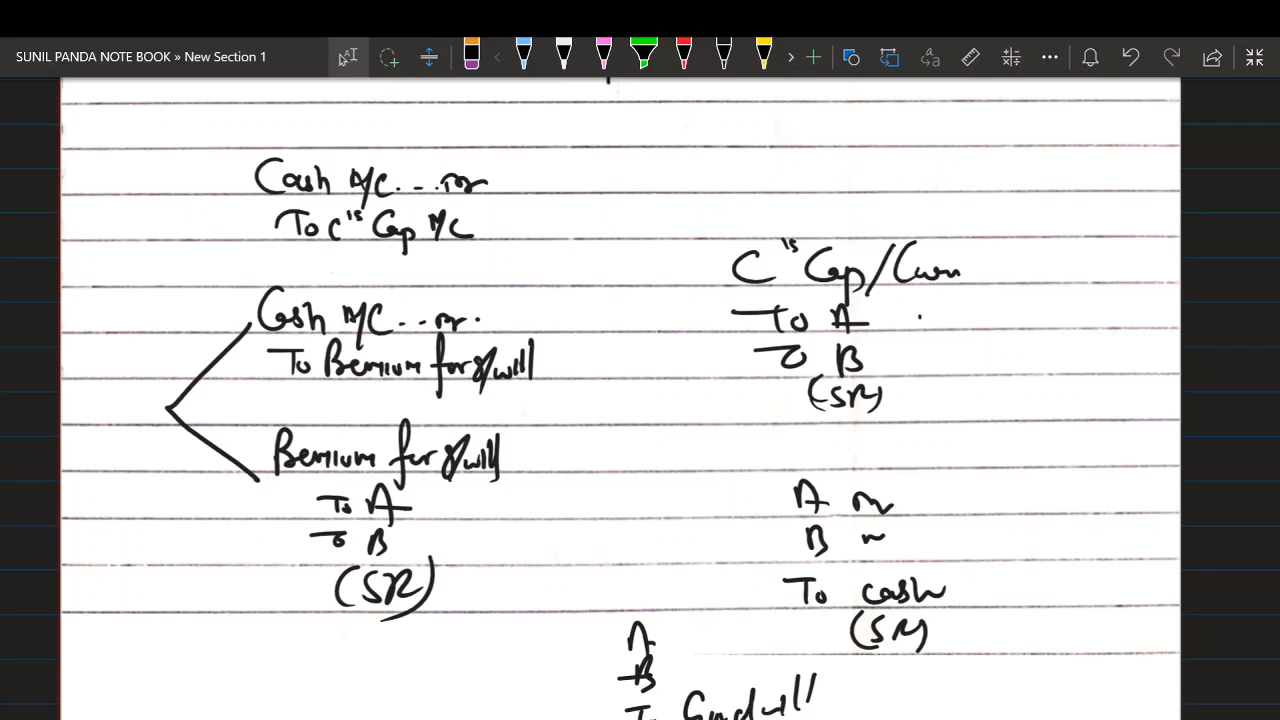 SUNIL PANDA NOTE BOOK » New Section 1
Cash A/C... Dr
To C's Cap A/C
Cash A/C... Dr.
To Premium for g/will
Premium for g/will
To A
To B
(SR)
C's Cap/Curr
To A
To B
(SR)
A Dr
B Dr
To cash
(SR)
A
B
To Goodwill